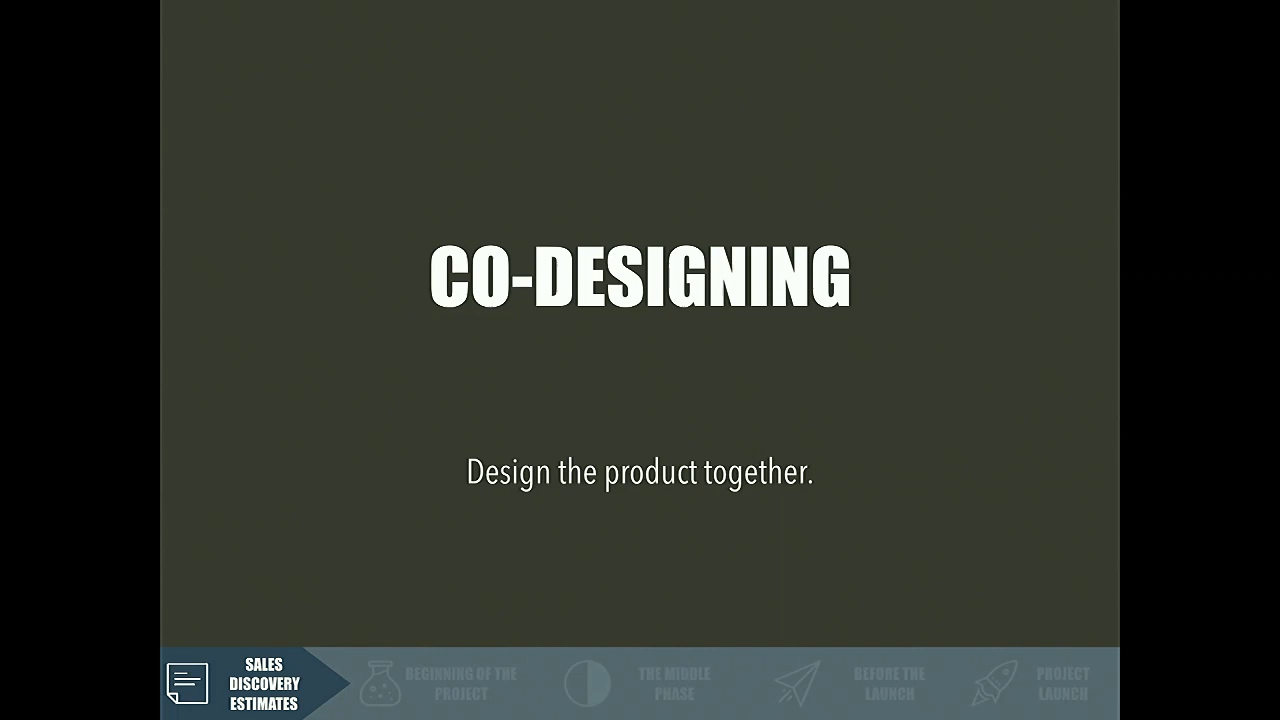 CO-DESIGNING
Design the product together.
SALES
DISCOVERY
ESTIMATES
BEGINNING OF THE
PROJECT
THE MIDDLE
PHASE
BEFORE THE
LAUNCH
PROJECT
LAUNCH